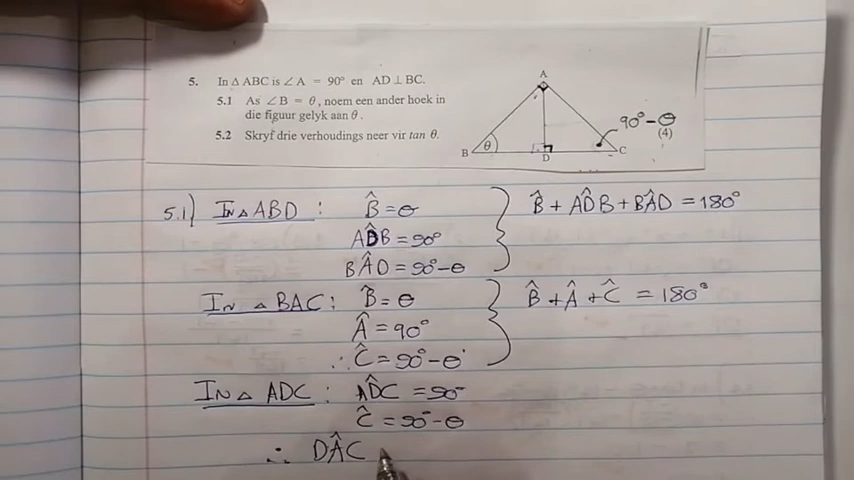 5. In Δ ABC is ∠A = 90° en AD ⊥ BC.
5.1 As ∠B = θ, noem een ander hoek in
die figuur gelyk aan θ.
5.2 Skryf drie verhoudings neer vir tan θ.
(4)
A
B
θ
D
C
90° - θ
5.1) In △ ABD : B̂ = θ
AD̂B = 90°
BÂD = 90° - θ
B̂ + AD̂B + BÂD = 180°
In △ BAC : B̂ = θ
Â = 90°
∴ Ĉ = 90° - θ
B̂ + Â + Ĉ = 180°
In △ ADC : AD̂C = 90°
Ĉ = 90° - θ
∴ DÂC